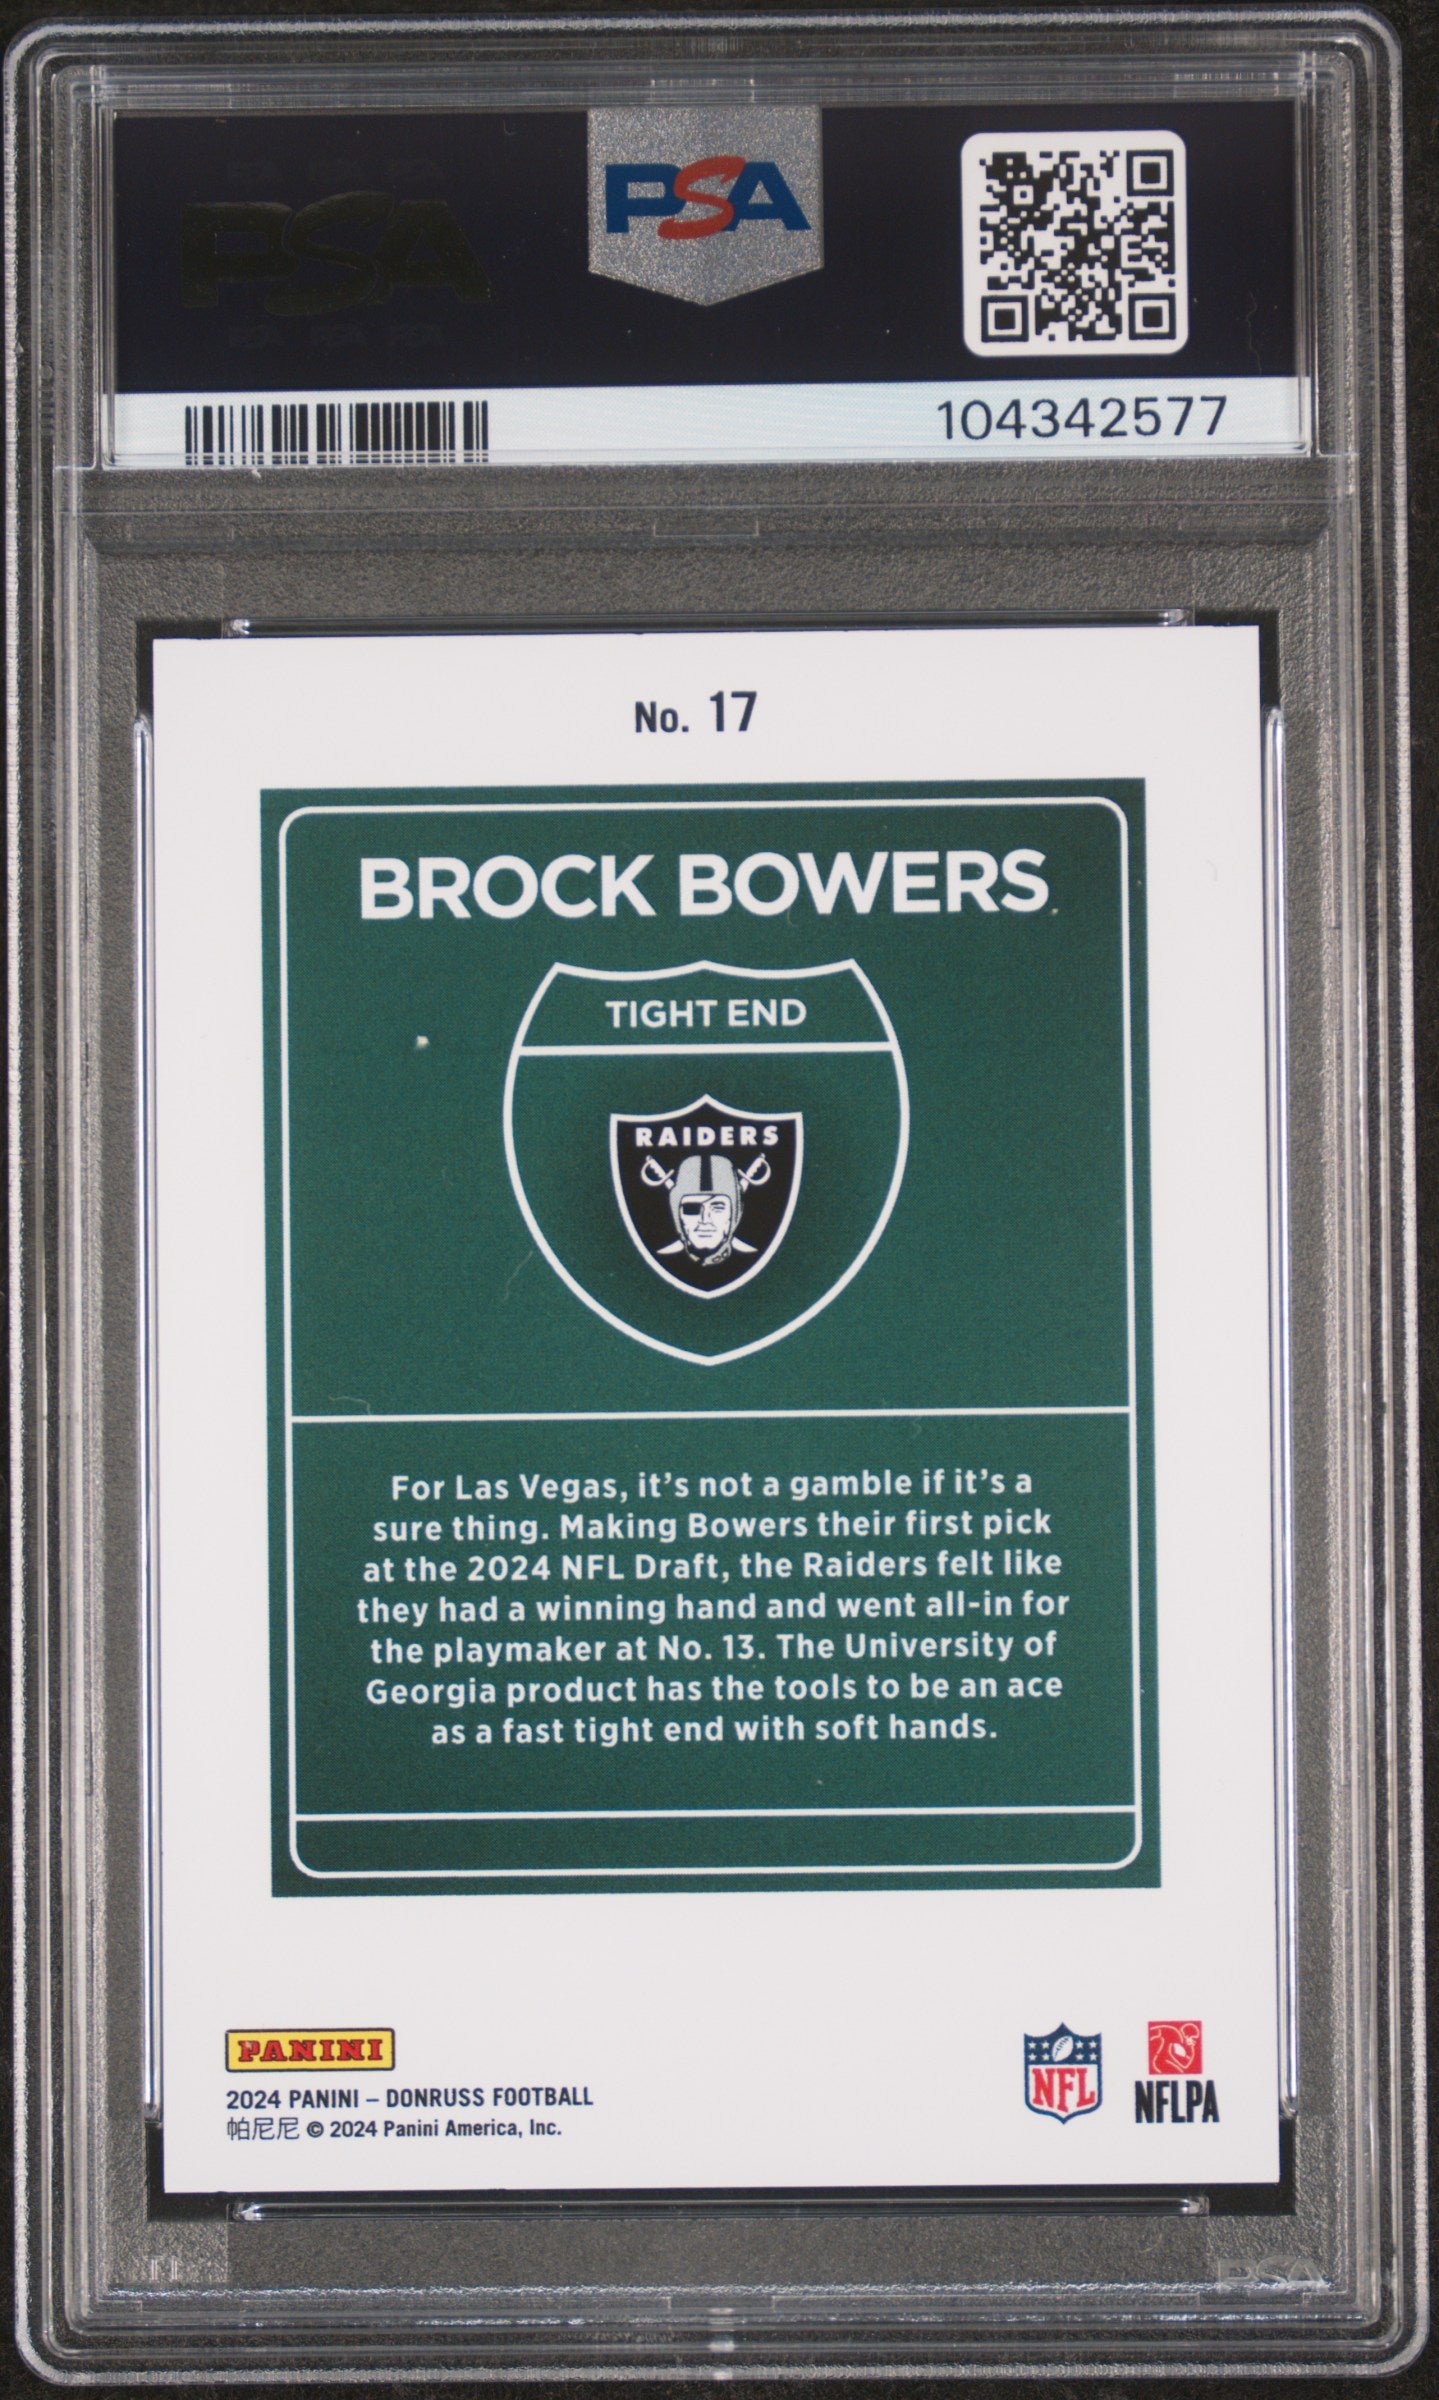 PSA
PSA
104342577
No. 17
BROCK BOWERS
TIGHT END
RAIDERS
For Las Vegas, it's not a gamble if it's a
sure thing. Making Bowers their first pick
at the 2024 NFL Draft, the Raiders felt like
they had a winning hand and went all-in for
the playmaker at No. 13. The University of
Georgia product has the tools to be an ace
as a fast tight end with soft hands.
PANINI
2024 PANINI – DONRUSS FOOTBALL
帕尼尼 © 2024 Panini America, Inc.
NFL
NFLPA
PSA